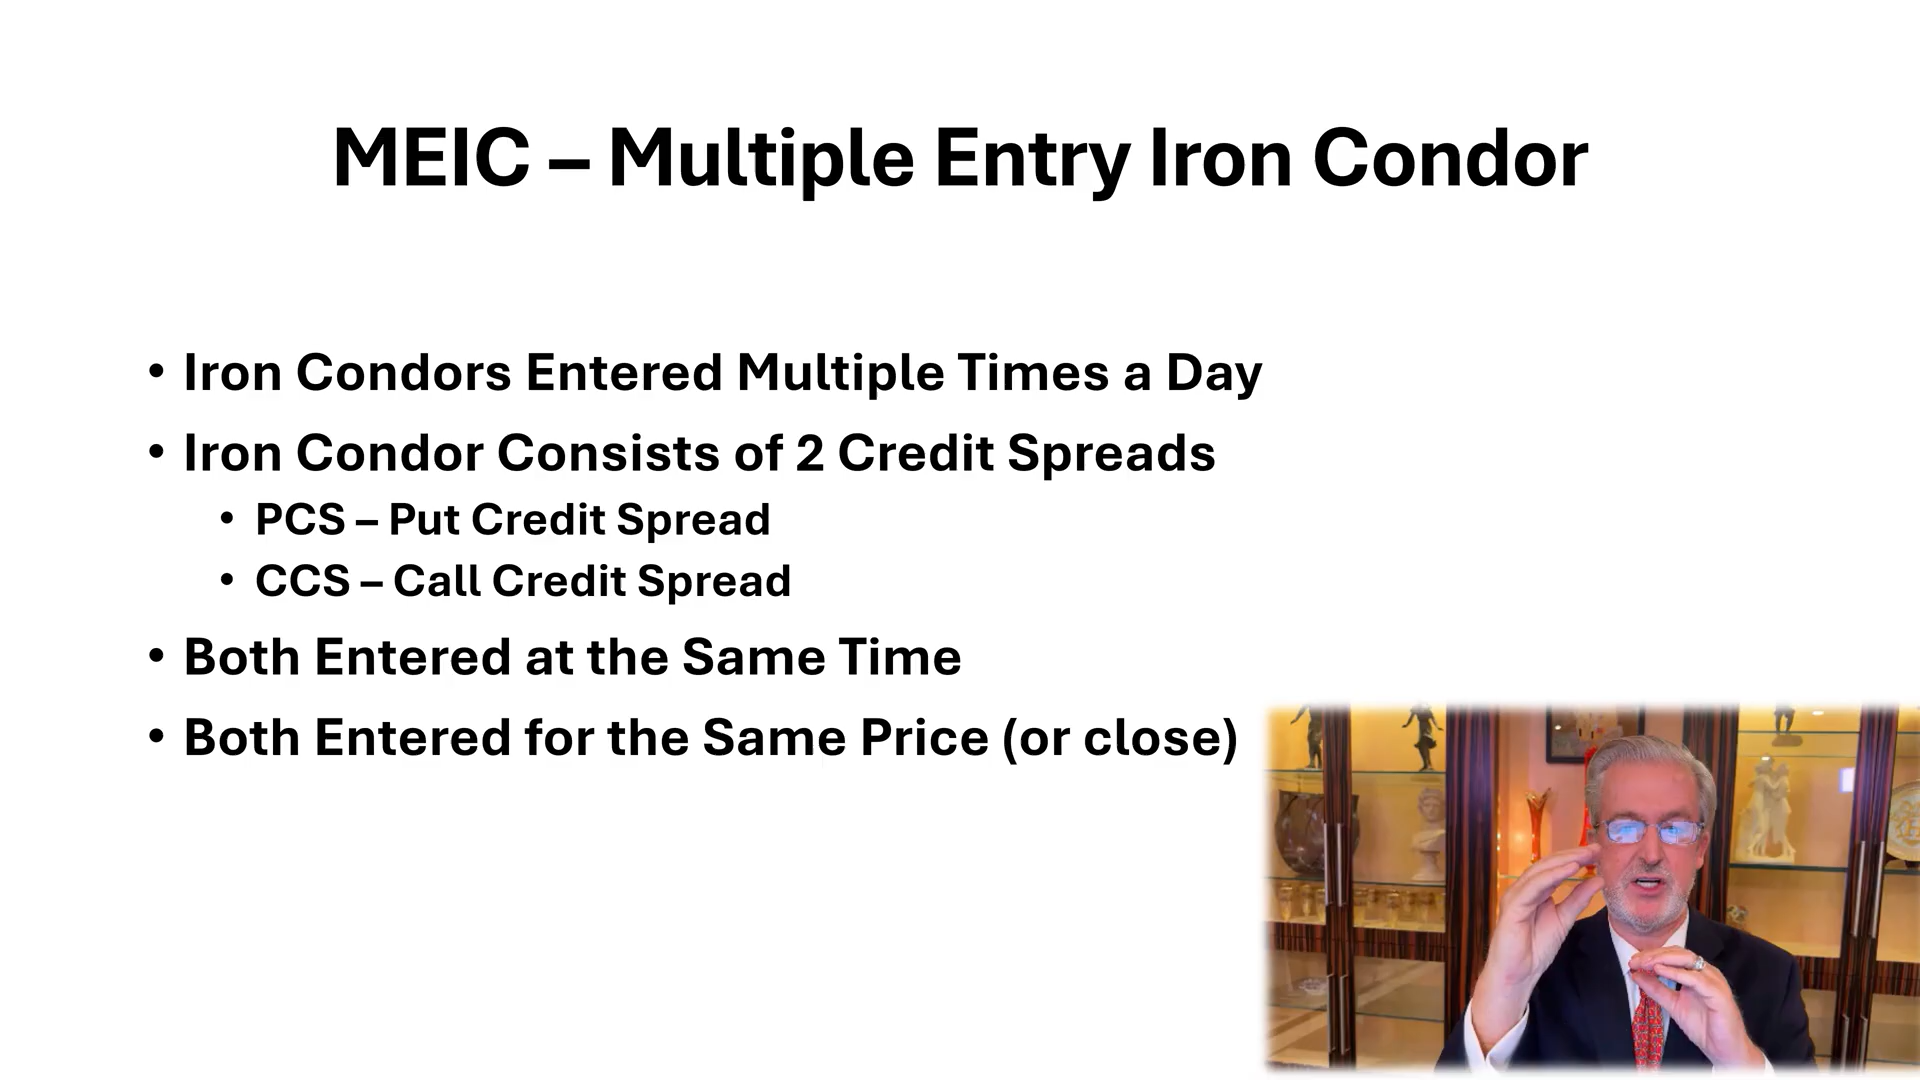 MEIC – Multiple Entry Iron Condor
• Iron Condors Entered Multiple Times a Day
• Iron Condor Consists of 2 Credit Spreads
• PCS – Put Credit Spread
• CCS – Call Credit Spread
• Both Entered at the Same Time
• Both Entered for the Same Price (or close)